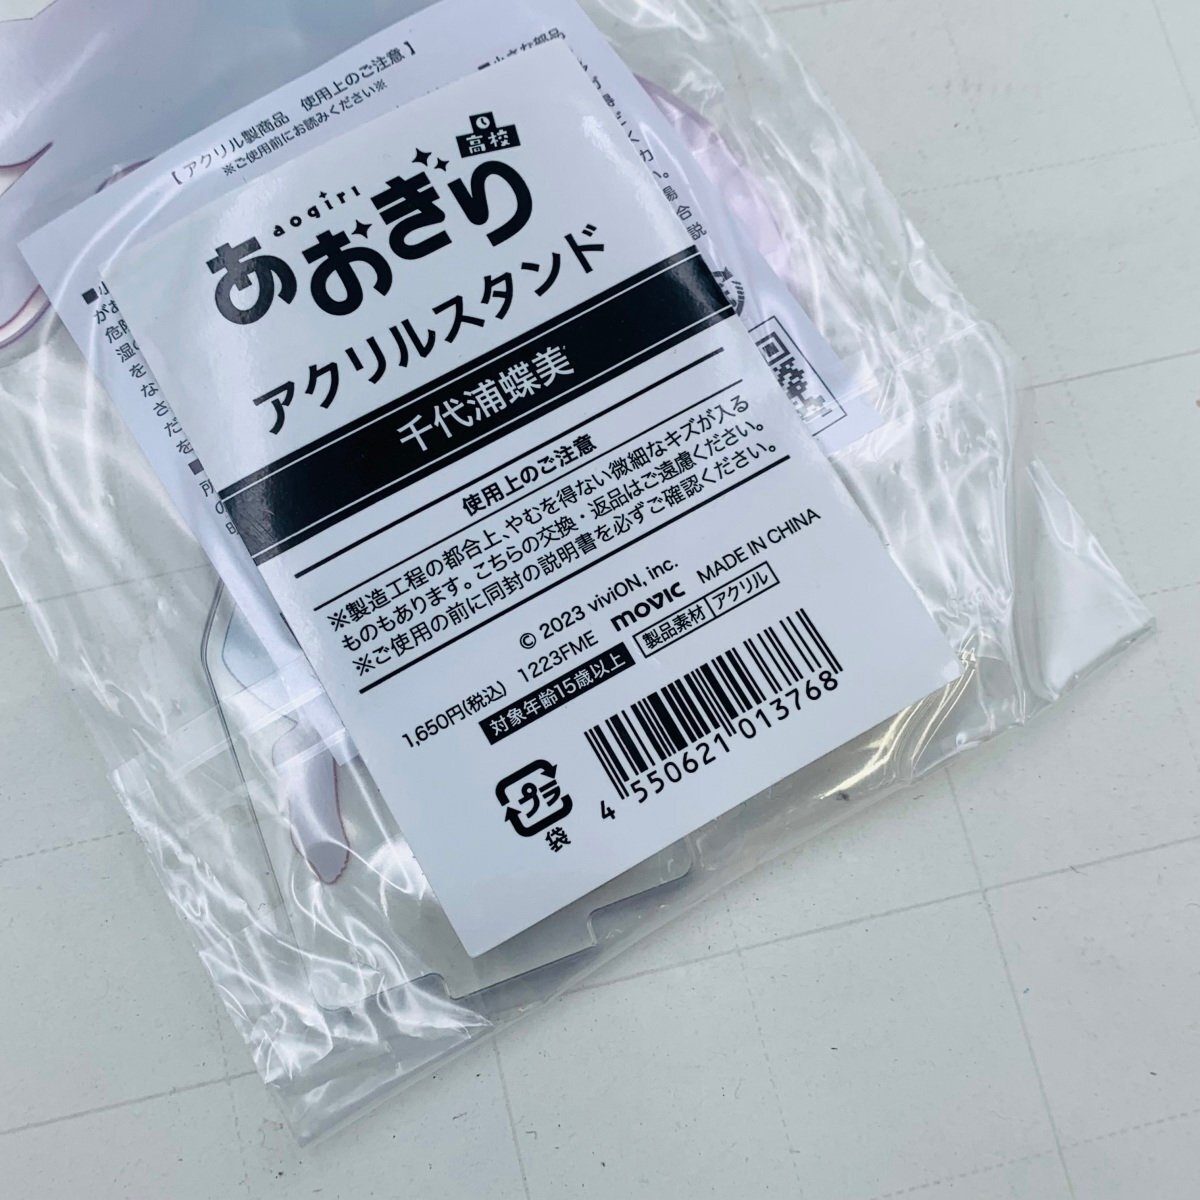 【 アクリル製商品 使用上のご注意 】
※ご使用前にお読みください※
高校
aogiri
あおぎり
アクリルスタンド
千代浦蝶美
使用上のご注意
※製造工程の都合上、やむを得ない微細なキズが入る
ものもあります。こちらの交換・返品はご遠慮ください。
※ご使用の前に同封の説明書を必ずご確認ください。
© 2023 viviON, inc.
1,650円(税込) 1223FME movic MADE IN CHINA
対象年齢15歳以上 製品素材 アクリル
プラ
袋
4 550621 013768